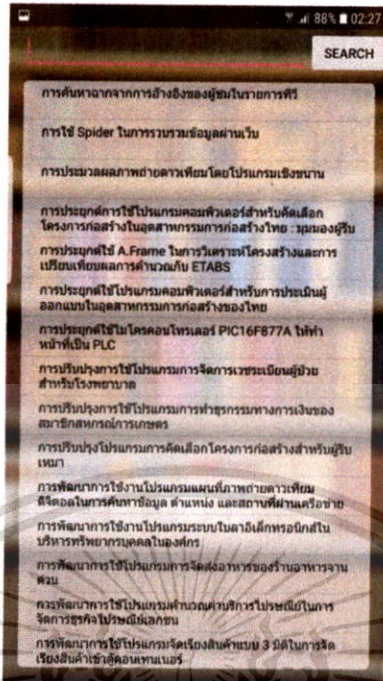 88% 02:27
SEARCH
การค้นหาฉากจากการอ้างอิงของผู้ชมในรายการทีวี
การใช้ Spider ในการรวบรวมข้อมูลผ่านเว็บ
การประมวลผลภาพถ่ายดาวเทียมโดยโปรแกรมเชิงขนาน
การประยุกต์การใช้โปรแกรมคอมพิวเตอร์สำหรับคัดเลือก
โครงการก่อสร้างในอุตสาหกรรมการก่อสร้างไทย : มุมมองผู้รับ
การประยุกต์ใช้ A.Frame ในการวิเคราะห์โครงสร้างและการ
เปรียบเทียบผลการคำนวณกับ ETABS
การประยุกต์ใช้โปรแกรมคอมพิวเตอร์สำหรับการประเมินผู้
ออกแบบในอุตสาหกรรมการก่อสร้างของไทย
การประยุกต์ใช้ไมโครคอนโทรเลอร์ PIC16F877A ให้ทำ
หน้าที่เป็น PLC
การปรับปรุงการใช้โปรแกรมการจัดการเวชระเบียนผู้ป่วย
สำหรับโรงพยาบาล
การปรับปรุงการใช้โปรแกรมการทำธุรกรรมทางการเงินของ
สมาชิกสหกรณ์การเกษตร
การปรับปรุงโปรแกรมการคัดเลือกโครงการก่อสร้างสำหรับผู้รับ
เหมา
การพัฒนาการใช้งานโปรแกรมแผนที่ภาพถ่ายดาวเทียม
ดิจิตอลในการค้นหาข้อมูล ตำแหน่ง และสถานที่ผ่านเครือข่าย
การพัฒนาการใช้งานโปรแกรมระบบใบลาอิเล็กทรอนิกส์ใน
บริหารทรัพยากรบุคคลในองค์กร
การพัฒนาการใช้โปรแกรมการจัดส่งอาหารของร้านอาหารจาน
ด่วน
การพัฒนาการใช้โปรแกรมคำนวณค่าบริการไปรษณีย์ในการ
จัดการธุรกิจไปรษณีย์เอกชน
การพัฒนาการใช้โปรแกรมจัดเรียงสินค้าแบบ 3 มิติในการจัด
เรียงสินค้าเข้าตู้คอนเทนเนอร์